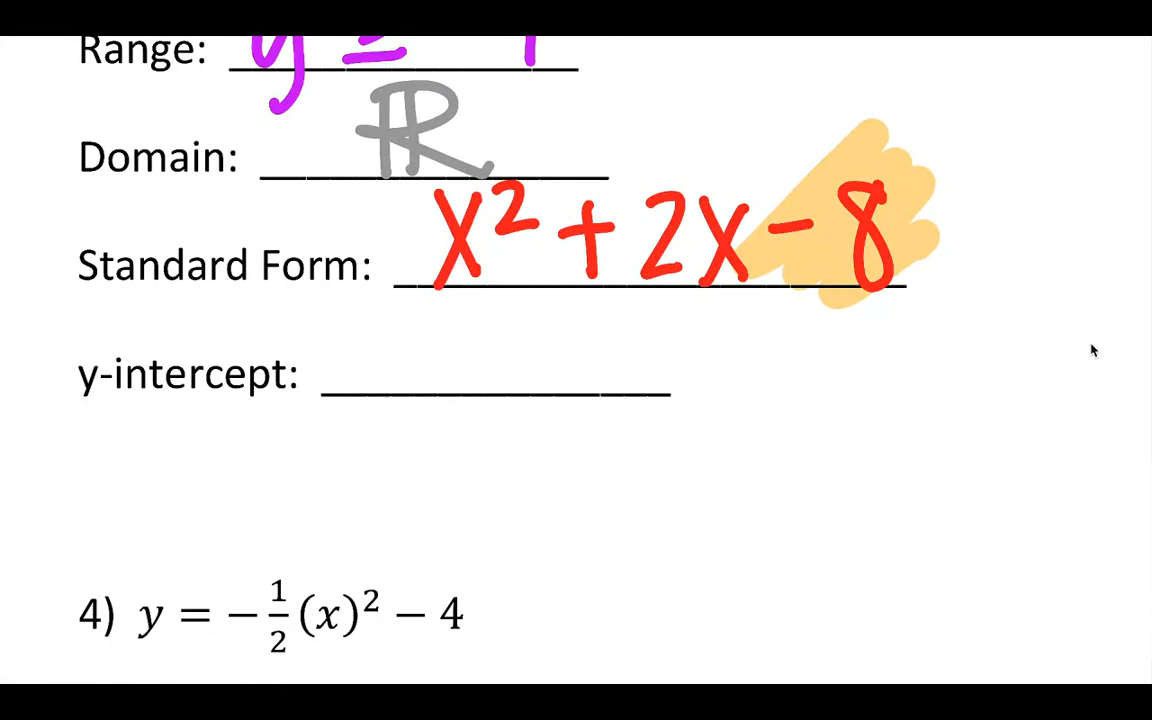 Range: y
Domain: ℝ
Standard Form: x² + 2x - 8
y-intercept:
4) y = -1/2(x)² - 4